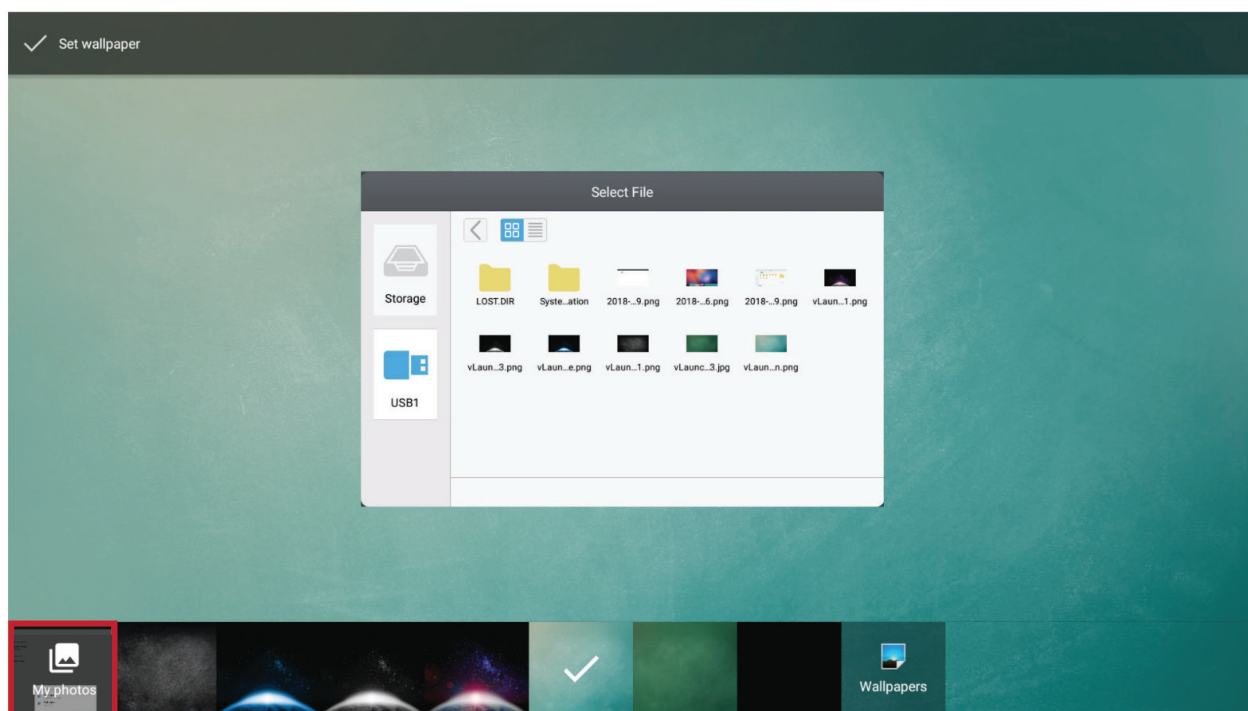 Set wallpaper
Select File
Storage
USB1
LOST.DIR Syste...ation 2018-...9.png 2018-...6.png 2018-...9.png vLaun...1.png
vLaun...3.png vLaun...e.png vLaun...1.png vLaunc...3.jpg vLaun...n.png
My photos
Wallpapers